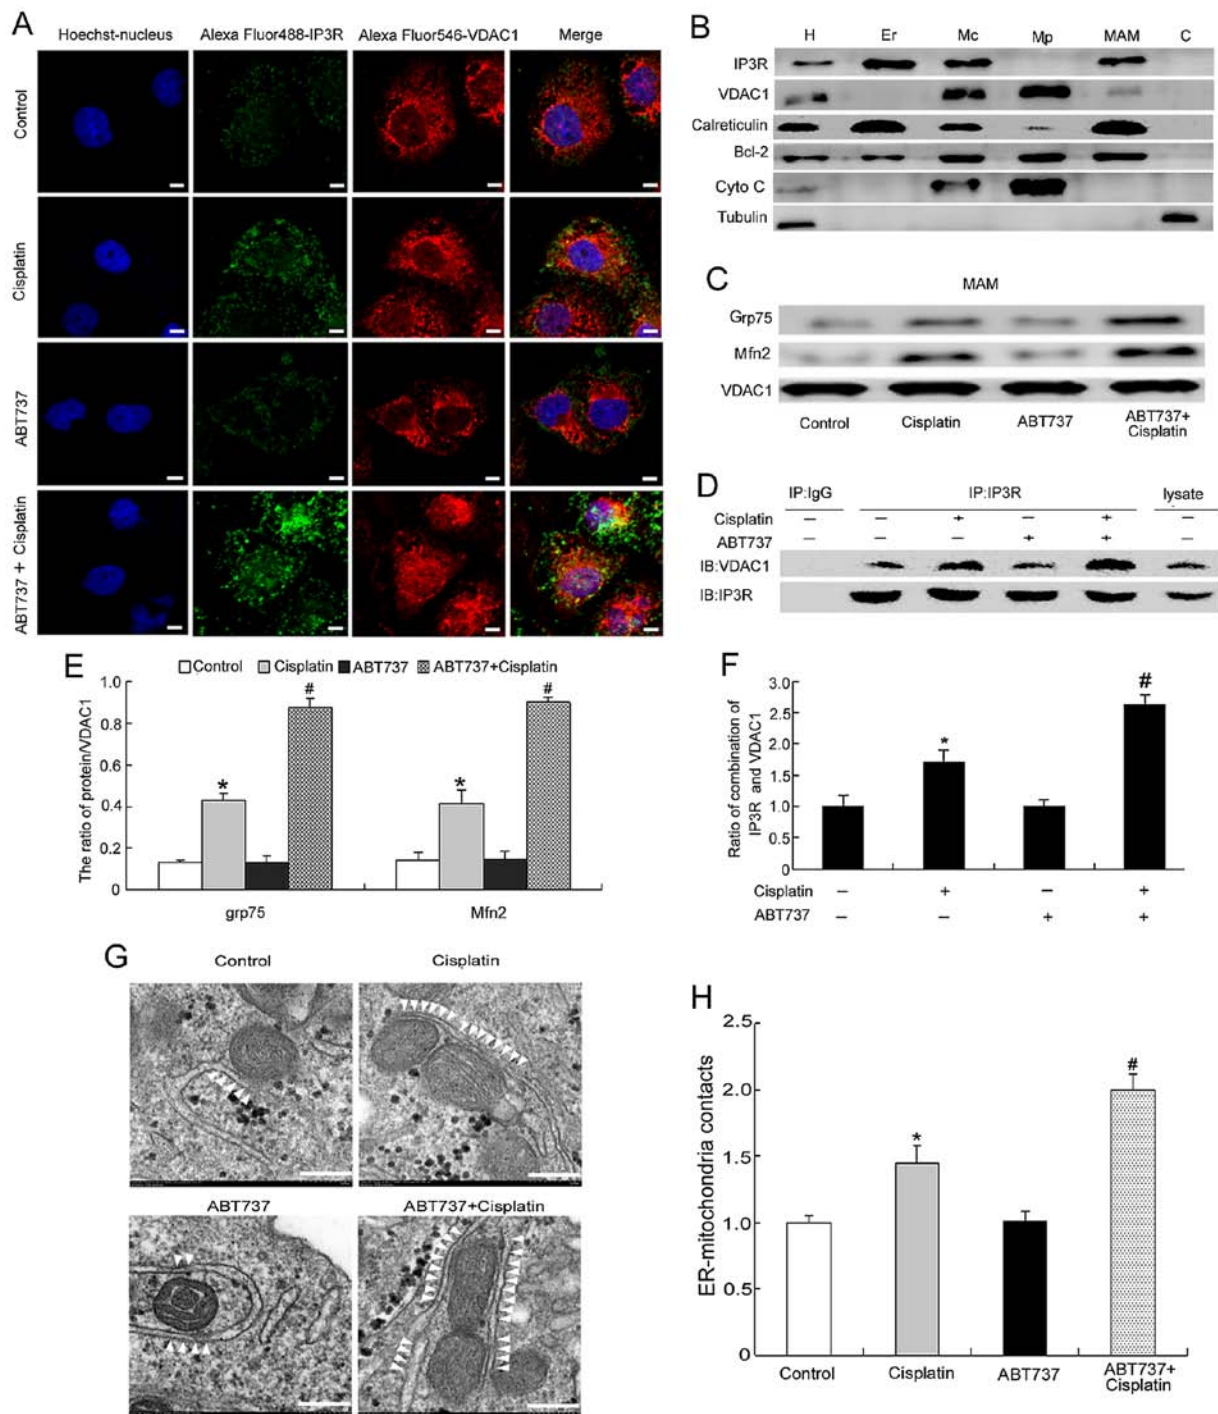 A
Hoechst-nucleus Alexa Fluor488-IP3R Alexa Fluor546-VDAC1 Merge
Control
Cisplatin
ABT737
ABT737 + Cisplatin
B
H Er Mc Mp MAM C
IP3R
VDAC1
Calreticulin
Bcl-2
Cyto C
Tubulin
C
MAM
Grp75
Mfn2
VDAC1
Control Cisplatin ABT737 ABT737+
Cisplatin
D
IP:IgG IP:IP3R lysate
Cisplatin – – + – + –
ABT737 – – – + + –
IB:VDAC1
IB:IP3R
E
Control Cisplatin ABT737 ABT737+Cisplatin
The ratio of protein/VDAC1
1.0
0.8
0.6
0.4
0.2
0
* # * #
grp75 Mfn2
F
Ratio of combination of
IP3R and VDAC1
3.0
2.5
2.0
1.5
1.0
0.5
0
* #
Cisplatin – + – +
ABT737 – – + +
G
Control Cisplatin
ABT737 ABT737+Cisplatin
H
ER-mitochondria contacts
2.5
2.0
1.5
1.0
0.5
0
* #
Control Cisplatin ABT737 ABT737+
Cisplatin